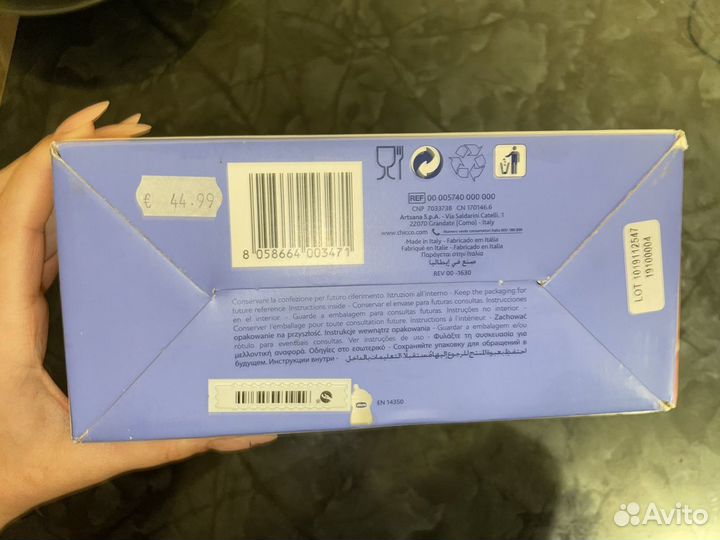 € 44.99
8 058664 003471
REF 00 005740 000 000
CNP 7033738 CN 170146.6
Artsana S.p.A. - Via Saldarini Catelli, 1
22070 Grandate (Como) - Italy
www.chicco.com
Made in Italy - Fabricado en Italia
Fabriqué en Italie - Fabricado em Itália
Παράγεται στην Ιταλία
صنع في إيطاليا
REV 00 -1630
LOT 1019112547
19100004
Conservare la confezione per futuro riferimento. Istruzioni all'interno - Keep the packaging for
future reference. Instructions inside - Conservar el envase para futuras consultas. Instrucciones
en el interior - Guarde a embalagem para futuras consultas. Instruções no interior -
Conserver l'emballage pour toute consultation future. Instructions à l'intérieur - Zachować
opakowanie na przyszłość. Instrukcje wewnątrz opakowania - Guardar a embalagem e/ou
rótulo para eventuais consultas. Ver instruções de uso - Φυλάξτε τη συσκευασία για
μελλοντική αναφορά. Οδηγίες στο εσωτερικό - Сохраняйте упаковку для обращений в
будущем. Инструкции внутри -
EN 14350
Avito